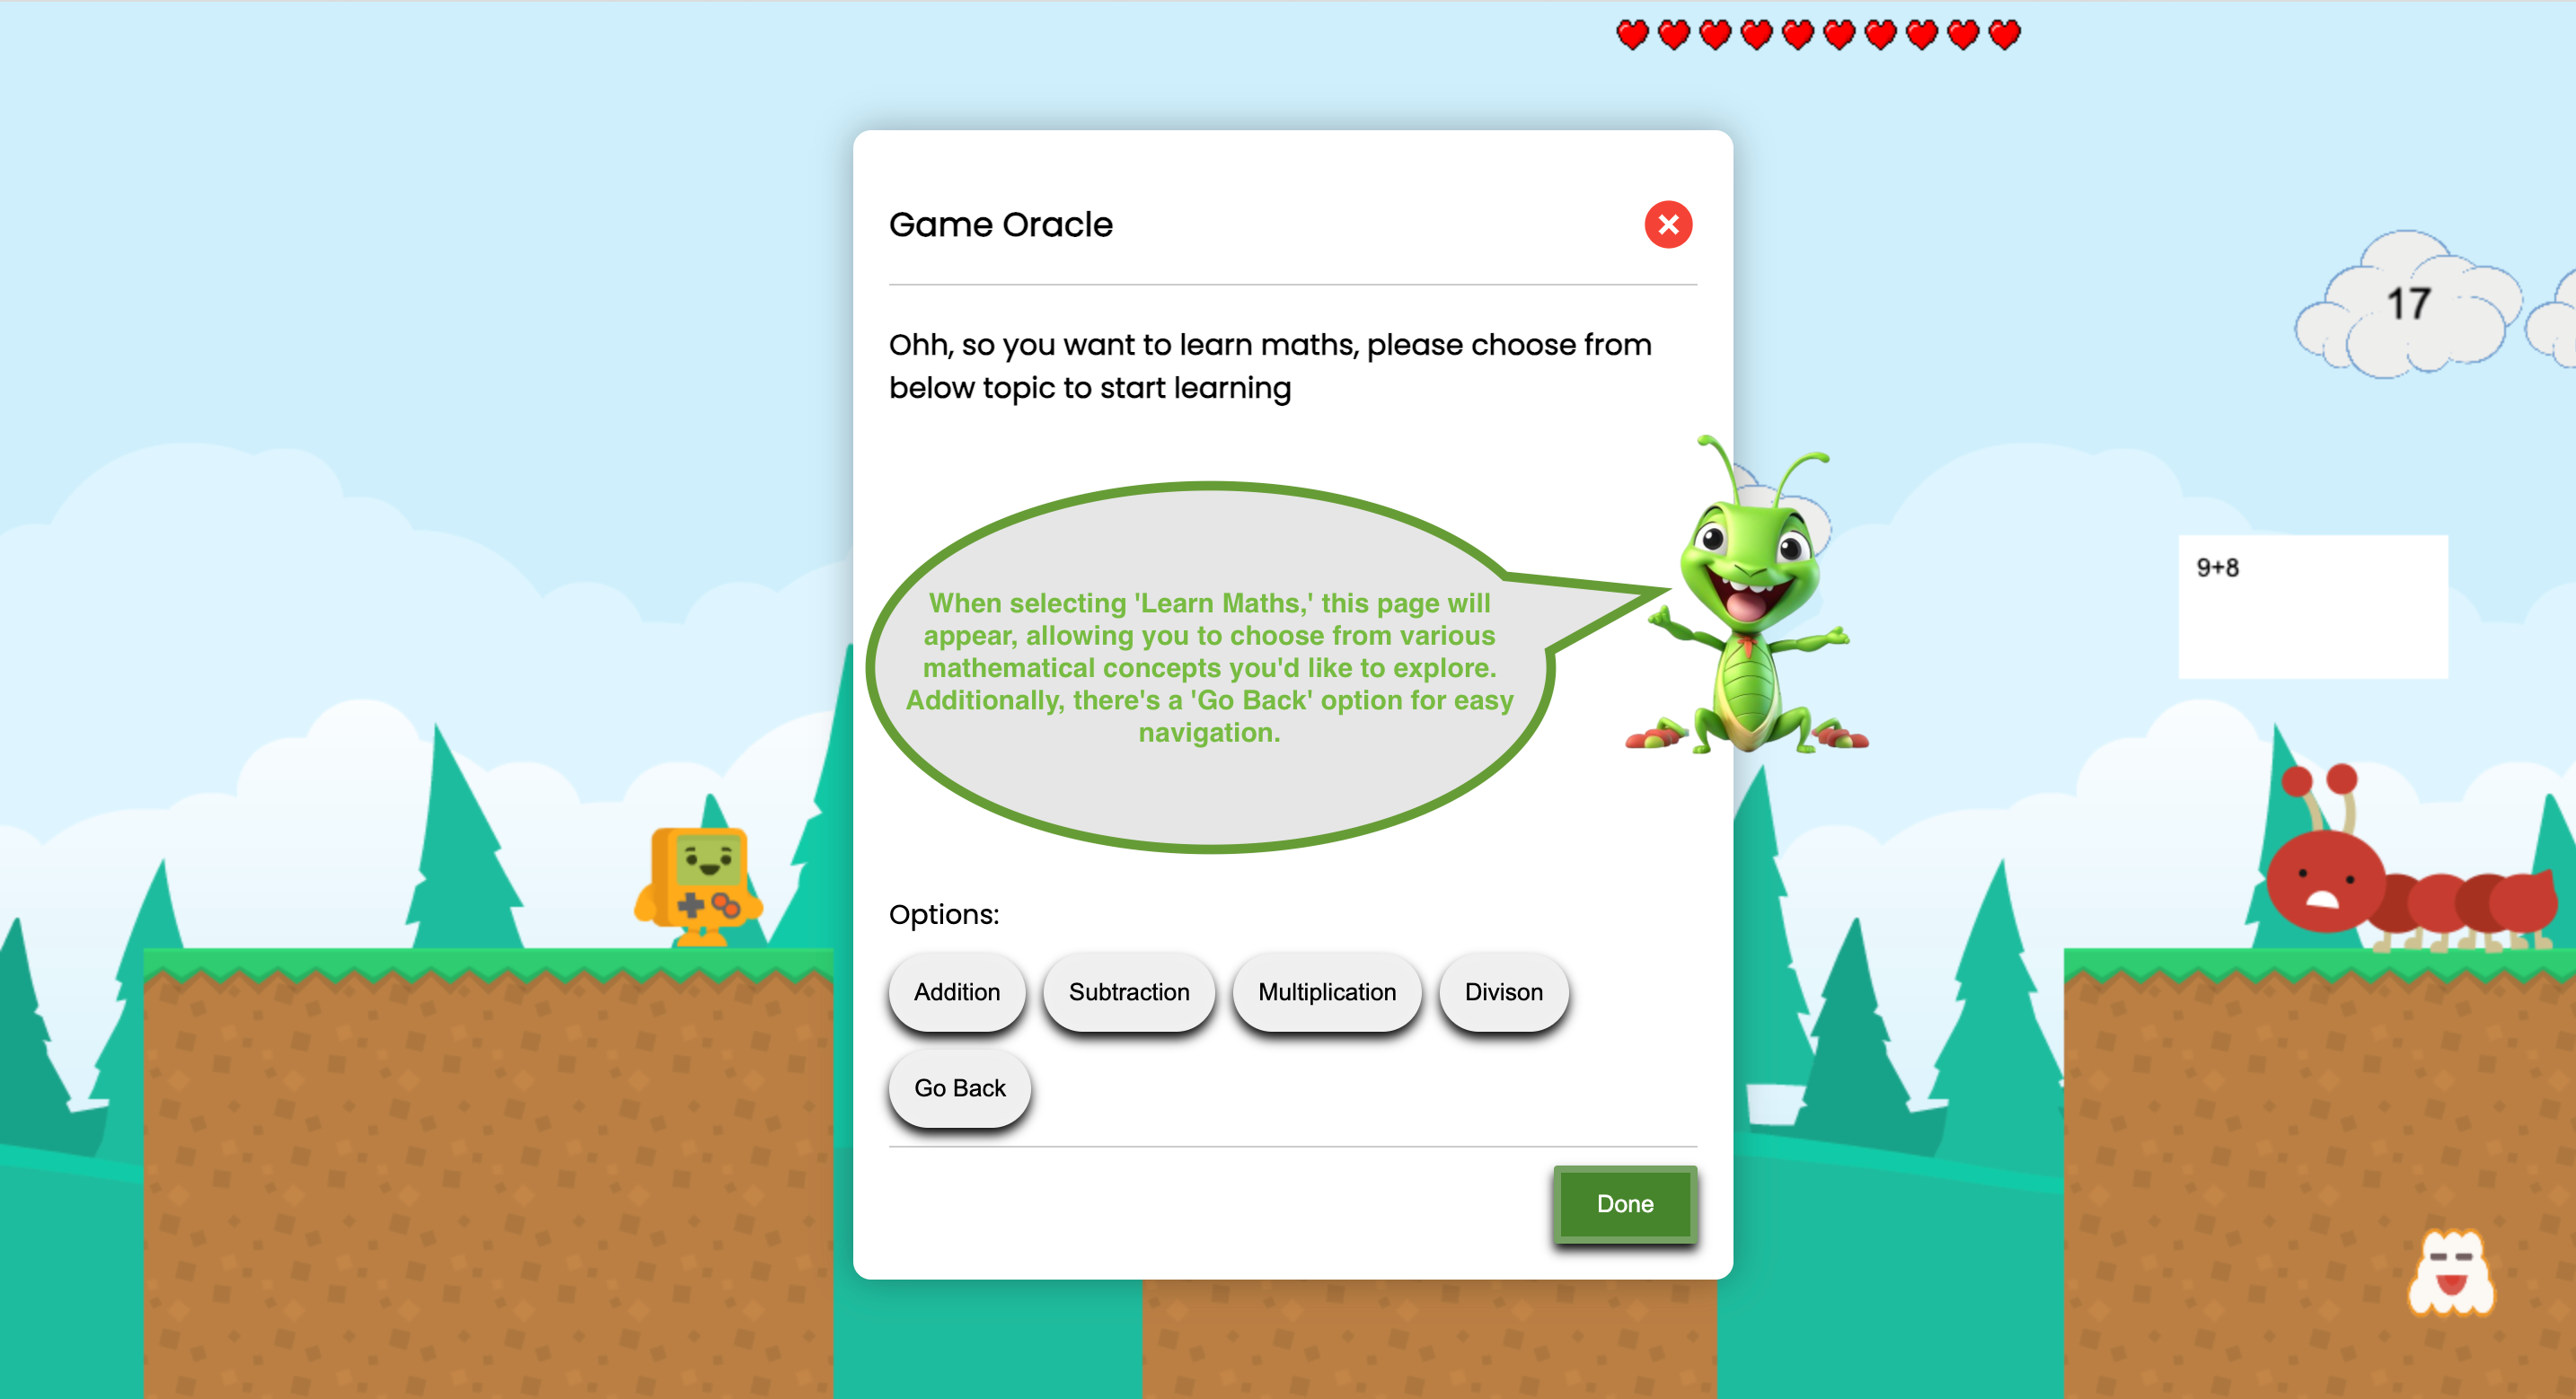 Game Oracle
17
Ohh, so you want to learn maths, please choose from
below topic to start learning
9+8
When selecting 'Learn Maths,' this page will
appear, allowing you to choose from various
mathematical concepts you'd like to explore.
Additionally, there's a 'Go Back' option for easy
navigation.
Options:
Addition Subtraction Multiplication Divison
Go Back
Done